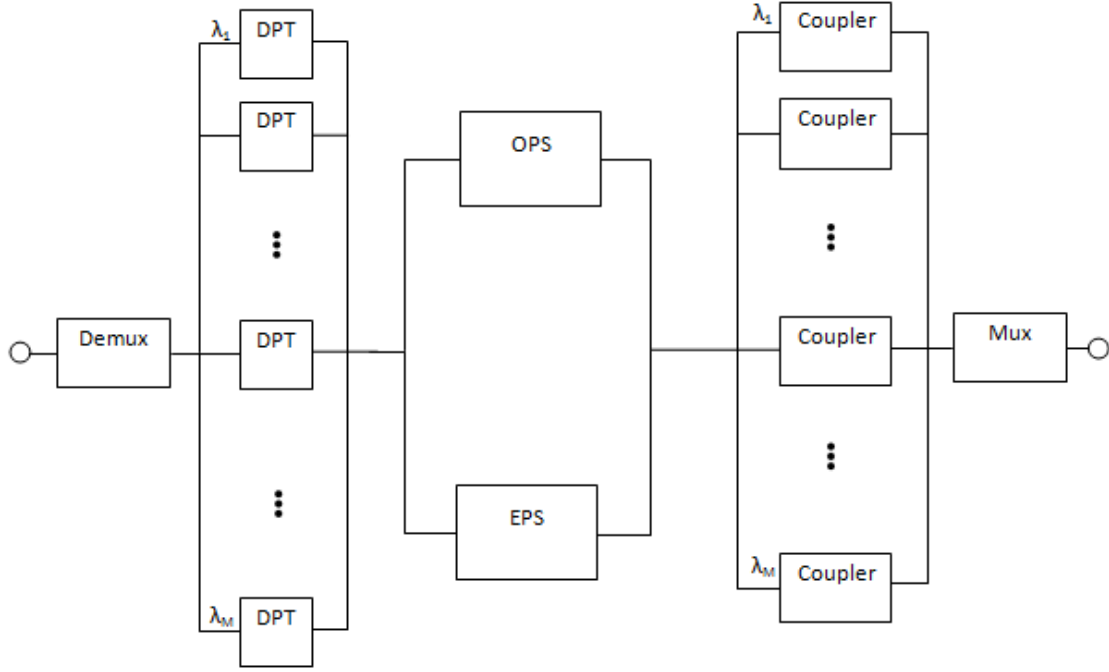 λ1 DPT
DPT
Demux
DPT
λM DPT
OPS
EPS
λ1 Coupler
Coupler
Coupler
λM Coupler
Mux